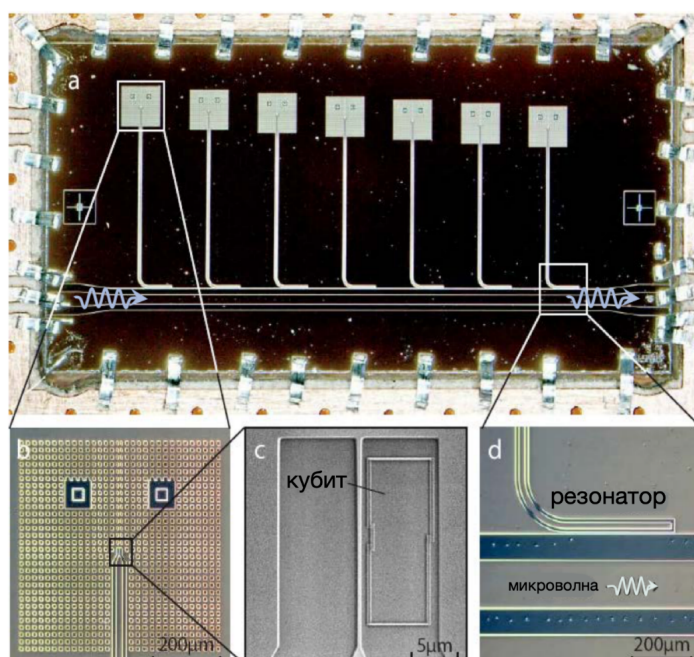 a
b
c
d
кубит
резонатор
микроволна
200μm
5μm
200μm